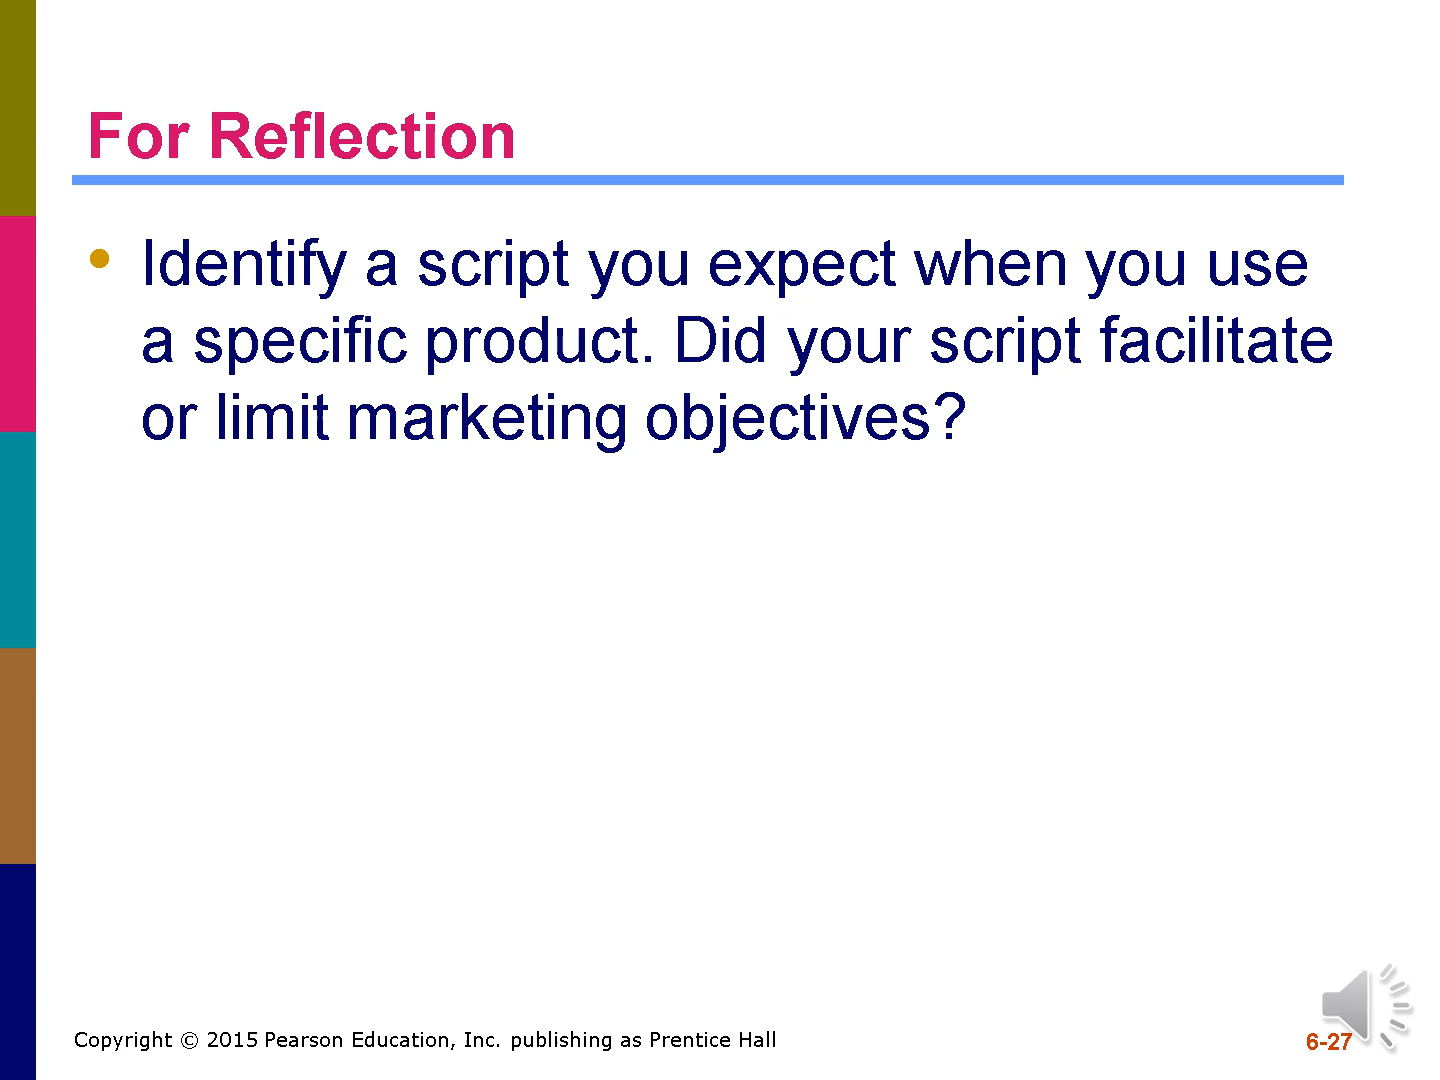 For Reflection
• Identify a script you expect when you use
a specific product. Did your script facilitate
or limit marketing objectives?
Copyright © 2015 Pearson Education, Inc. publishing as Prentice Hall
6-27